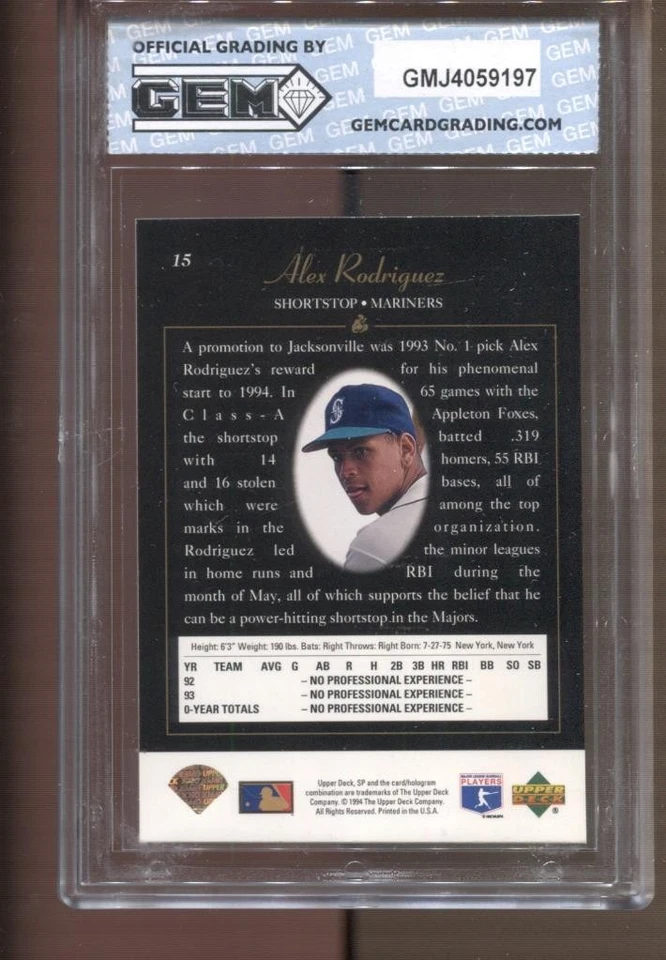 OFFICIAL GRADING BY
GEM
GMJ4059197
GEMCARDGRADING.COM
15
Alex Rodriguez
SHORTSTOP • MARINERS
A promotion to Jacksonville was 1993 No. 1 pick Alex
Rodriguez's reward for his phenomenal
start to 1994. In 65 games with the
Class-A Appleton Foxes,
the shortstop batted .319
with 14 homers, 55 RBI
and 16 stolen bases, all of
which were among the top
marks in the organization.
Rodriguez led the minor leagues
in home runs and RBI during the
month of May, all of which supports the belief that he
can be a power-hitting shortstop in the Majors.
Height: 6'3" Weight: 190 lbs. Bats: Right Throws: Right Born: 7-27-75 New York, New York
YR TEAM AVG G AB R H 2B 3B HR RBI BB SO SB
92 – NO PROFESSIONAL EXPERIENCE –
93 – NO PROFESSIONAL EXPERIENCE –
0-YEAR TOTALS – NO PROFESSIONAL EXPERIENCE –
Upper Deck, SP and the card/hologram
combination are trademarks of The Upper Deck
Company. © 1994 The Upper Deck Company.
All Rights Reserved. Printed in the U.S.A.
MAJOR LEAGUE BASEBALL
PLAYERS
UPPER
DECK
®